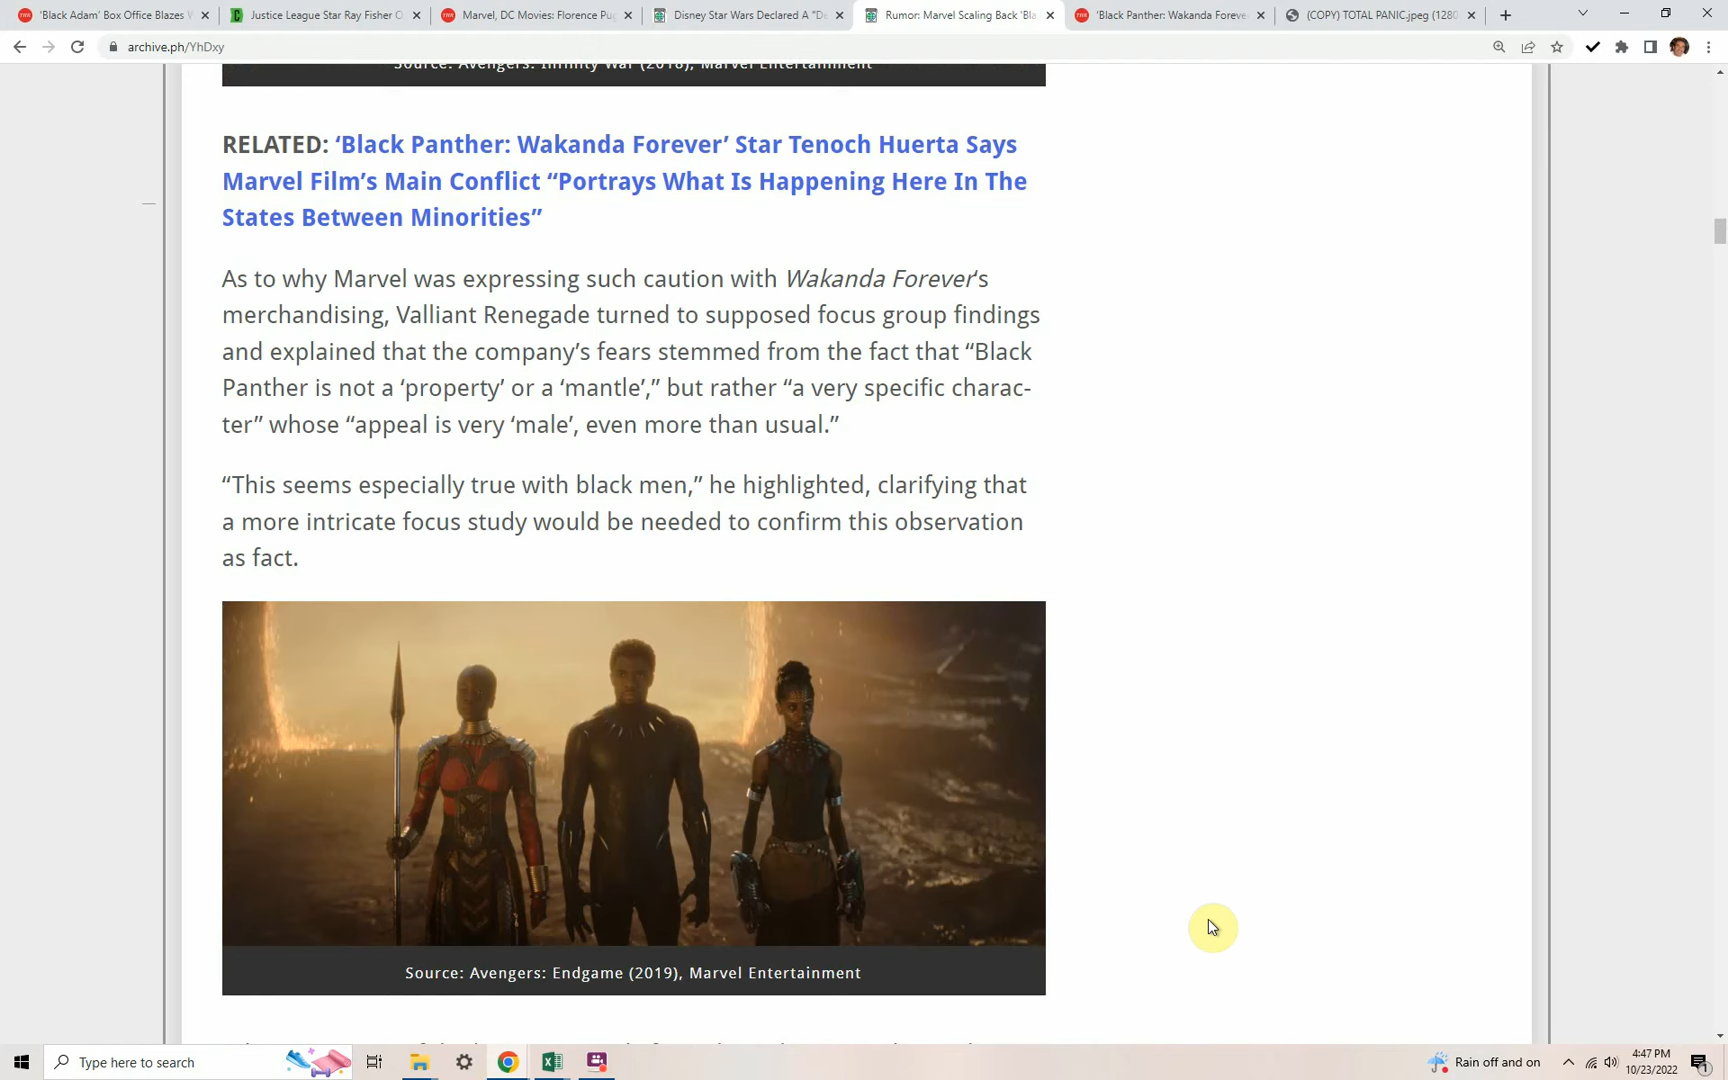 'Black Adam' Box Office Blazes
Justice League Star Ray Fisher
Marvel, DC Movies: Florence Pu
Disney Star Wars Declared A "D
Rumor: Marvel Scaling Back 'Bla
'Black Panther: Wakanda Foreve
(COPY) TOTAL PANIC.jpeg (1280
archive.ph/YhDxy
Source: Avengers: Infinity War (2018), Marvel Entertainment
RELATED: ‘Black Panther: Wakanda Forever’ Star Tenoch Huerta Says
Marvel Film’s Main Conflict “Portrays What Is Happening Here In The
States Between Minorities”
As to why Marvel was expressing such caution with Wakanda Forever‘s
merchandising, Valliant Renegade turned to supposed focus group findings
and explained that the company’s fears stemmed from the fact that “Black
Panther is not a ‘property’ or a ‘mantle’,” but rather “a very specific charac-
ter” whose “appeal is very ‘male’, even more than usual.”
“This seems especially true with black men,” he highlighted, clarifying that
a more intricate focus study would be needed to confirm this observation
as fact.
Source: Avengers: Endgame (2019), Marvel Entertainment
Type here to search
Rain off and on
4:47 PM
10/23/2022